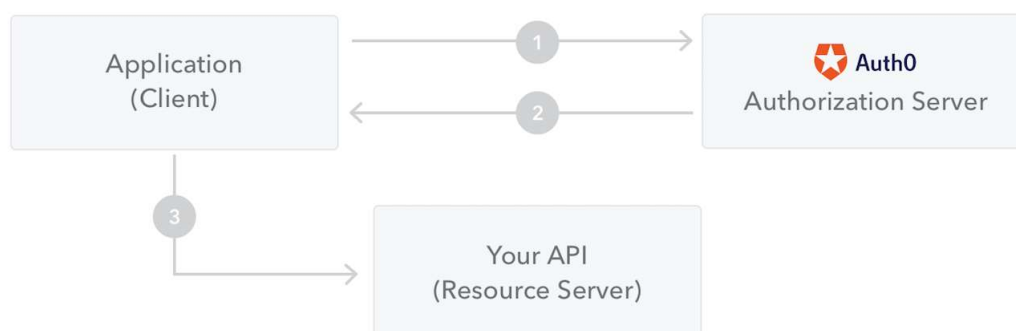 Application
(Client)
1
Auth0
Authorization Server
2
3
Your API
(Resource Server)